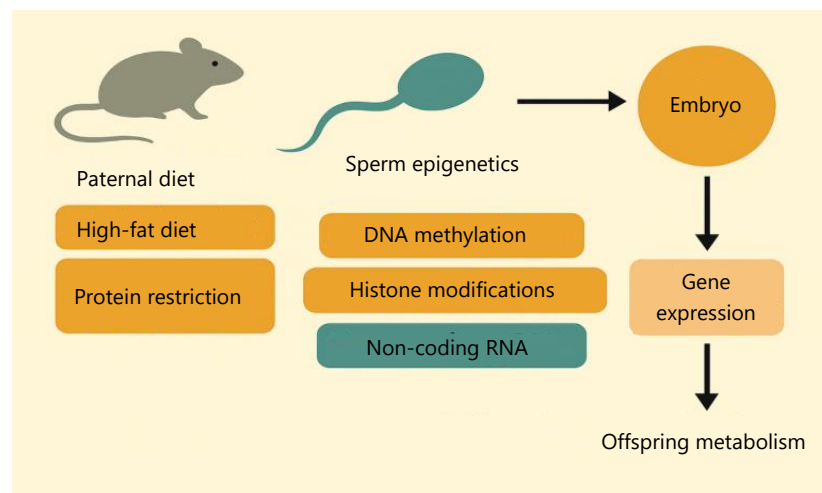 Paternal diet
High-fat diet
Protein restriction
Sperm epigenetics
DNA methylation
Histone modifications
Non-coding RNA
Embryo
Gene
expression
Offspring metabolism